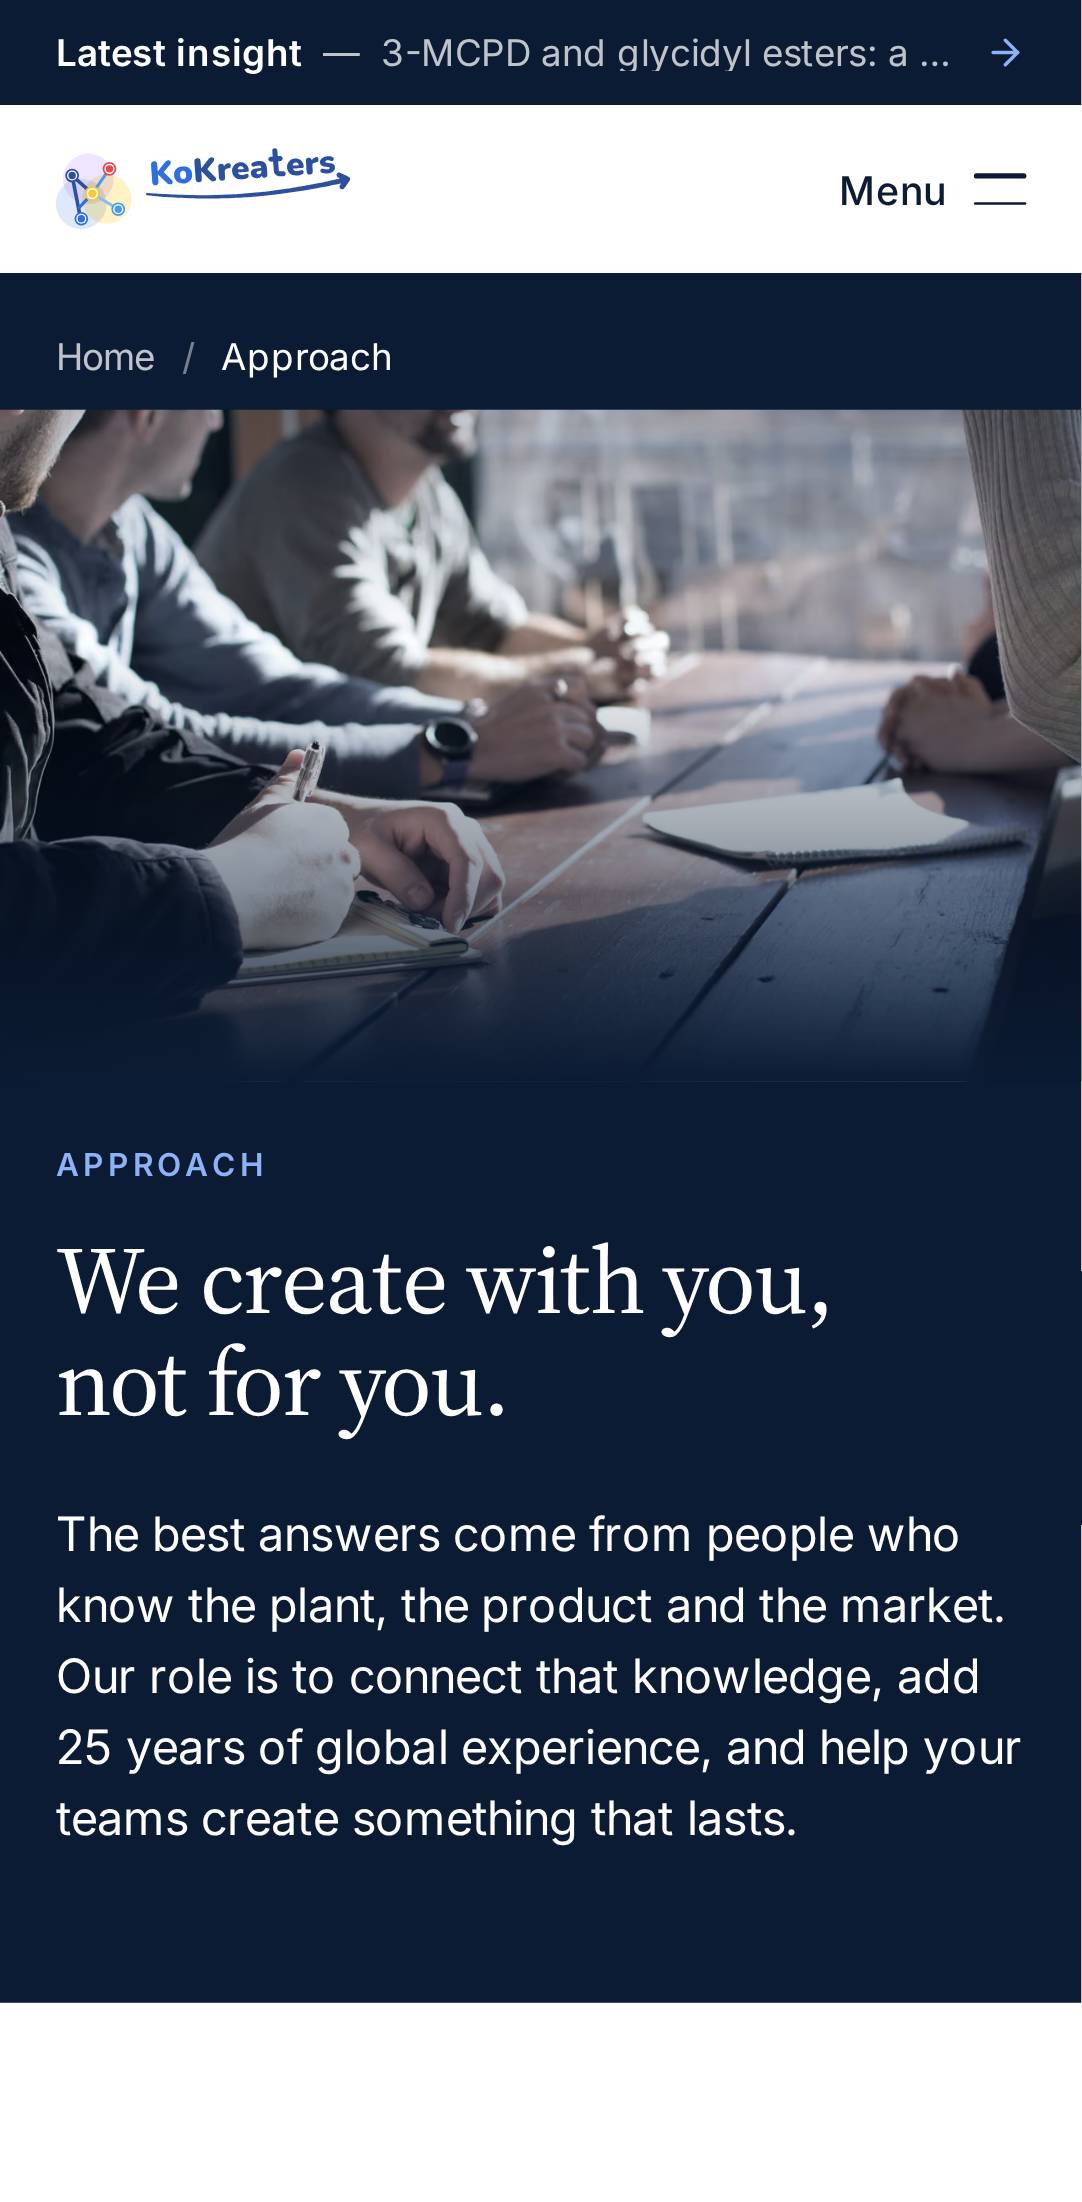 Latest insight — 3-MCPD and glycidyl esters: a ...
KoKreaters
Menu
Home / Approach
APPROACH
We create with you,
not for you.
The best answers come from people who
know the plant, the product and the market.
Our role is to connect that knowledge, add
25 years of global experience, and help your
teams create something that lasts.